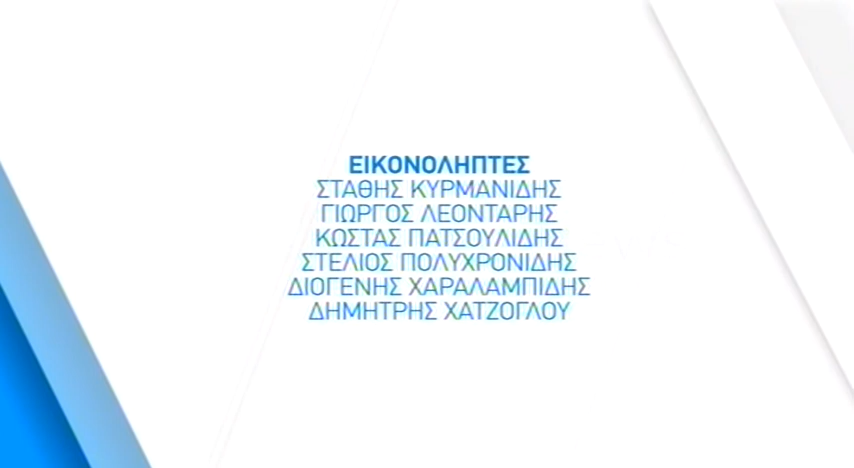 ΕΙΚΟΝΟΛΗΠΤΕΣ
ΣΤΑΘΗΣ ΚΥΡΜΑΝΙΔΗΣ
ΓΙΩΡΓΟΣ ΛΕΟΝΤΑΡΗΣ
ΚΩΣΤΑΣ ΠΑΤΣΟΥΛΙΔΗΣ
ΣΤΕΛΙΟΣ ΠΟΛΥΧΡΟΝΙΔΗΣ
ΔΙΟΓΕΝΗΣ ΧΑΡΑΛΑΜΠΙΔΗΣ
ΔΗΜΗΤΡΗΣ ΧΑΤΖΟΓΛΟΥ